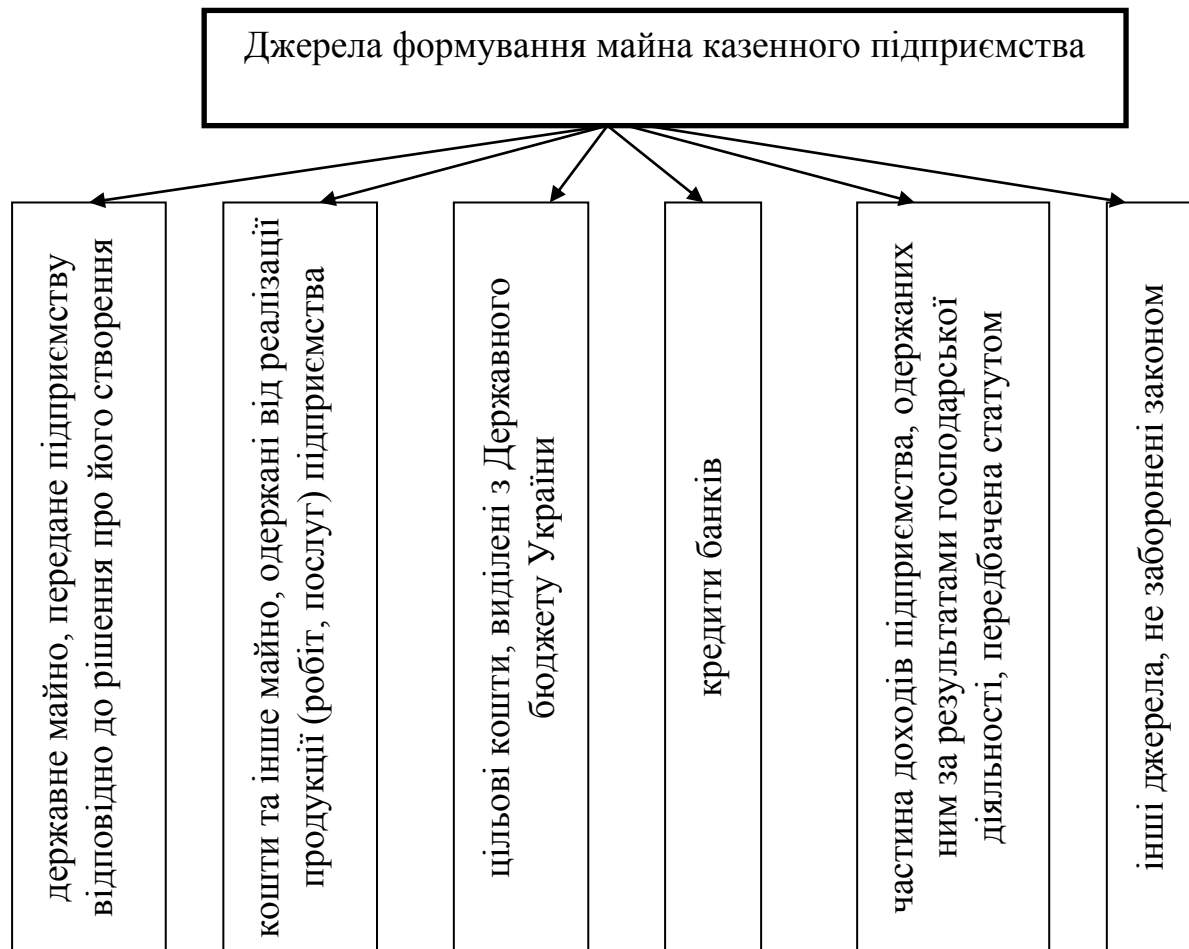 Джерела формування майна казенного підприємства
державне майно, передане підприємству
відповідно до рішення про його створення
кошти та інше майно, одержані від реалізації
продукції (робіт, послуг) підприємства
цільові кошти, виділені з Державного
бюджету України
кредити банків
частина доходів підприємства, одержаних
ним за результатами господарської
діяльності, передбачена статутом
інші джерела, не заборонені законом